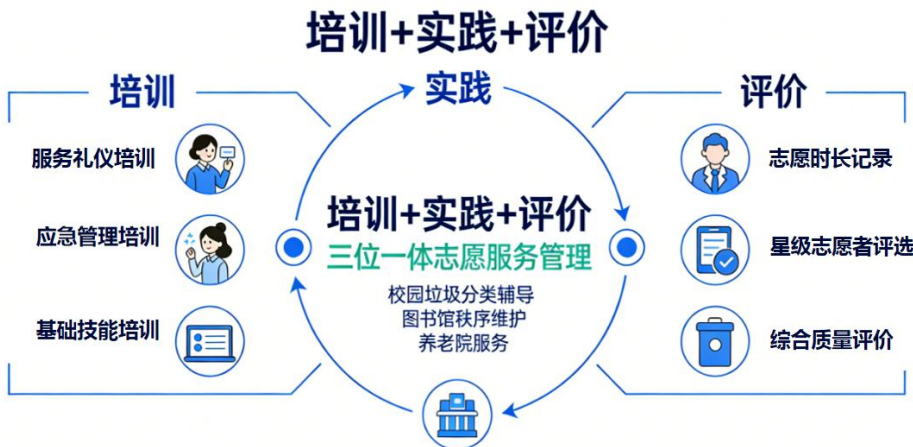 培训+实践+评价
培训
服务礼仪培训
应急管理培训
基础技能培训
实践
培训+实践+评价
三位一体志愿服务管理
校园垃圾分类辅导
图书馆秩序维护
养老院服务
评价
志愿时长记录
星级志愿者评选
综合质量评价